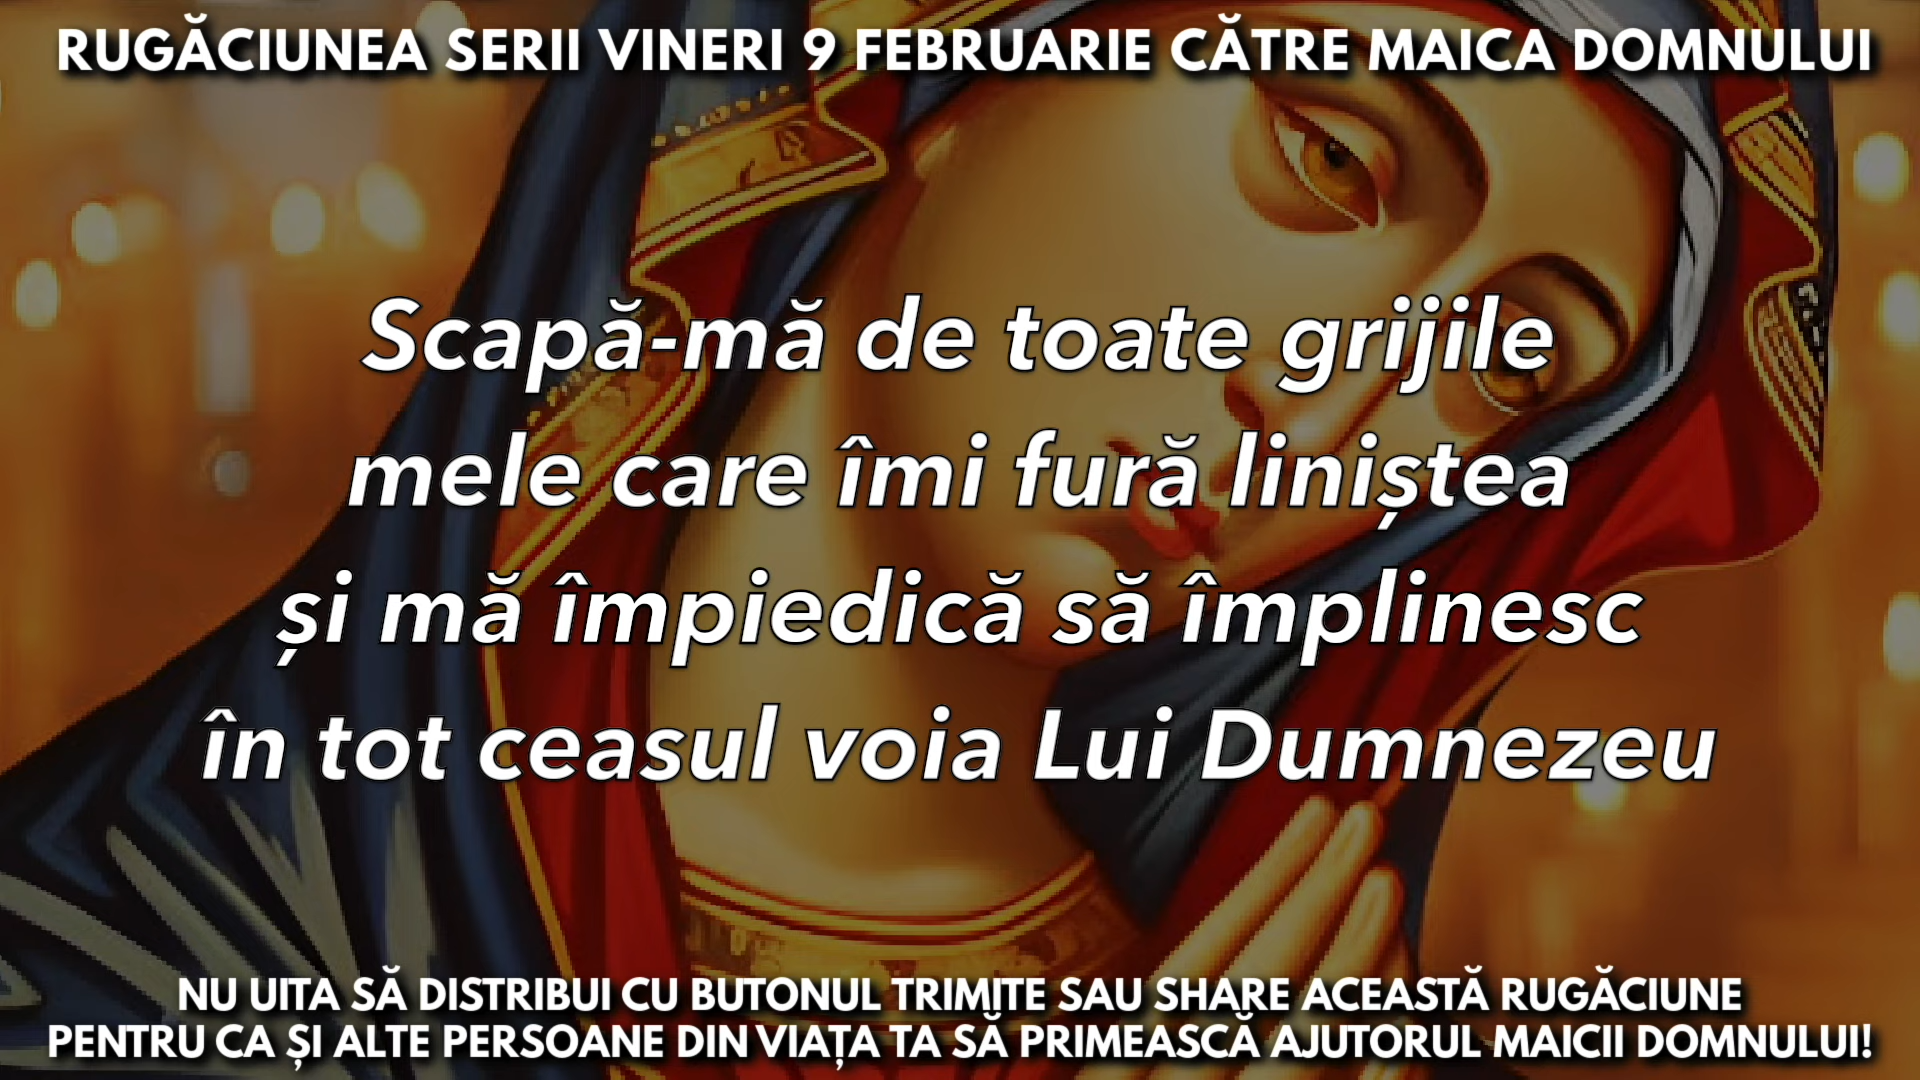 RUGĂCIUNEA SERII VINERI 9 FEBRUARIE CĂTRE MAICA DOMNULUI
Scapă-mă de toate grijile
mele care îmi fură liniștea
și mă împiedică să împlinesc
în tot ceasul voia Lui Dumnezeu
NU UITA SĂ DISTRIBUI CU BUTONUL TRIMITE SAU SHARE ACEASTĂ RUGĂCIUNE
PENTRU CA ȘI ALTE PERSOANE DIN VIAȚA TA SĂ PRIMEASCĂ AJUTORUL MAICII DOMNULUI!